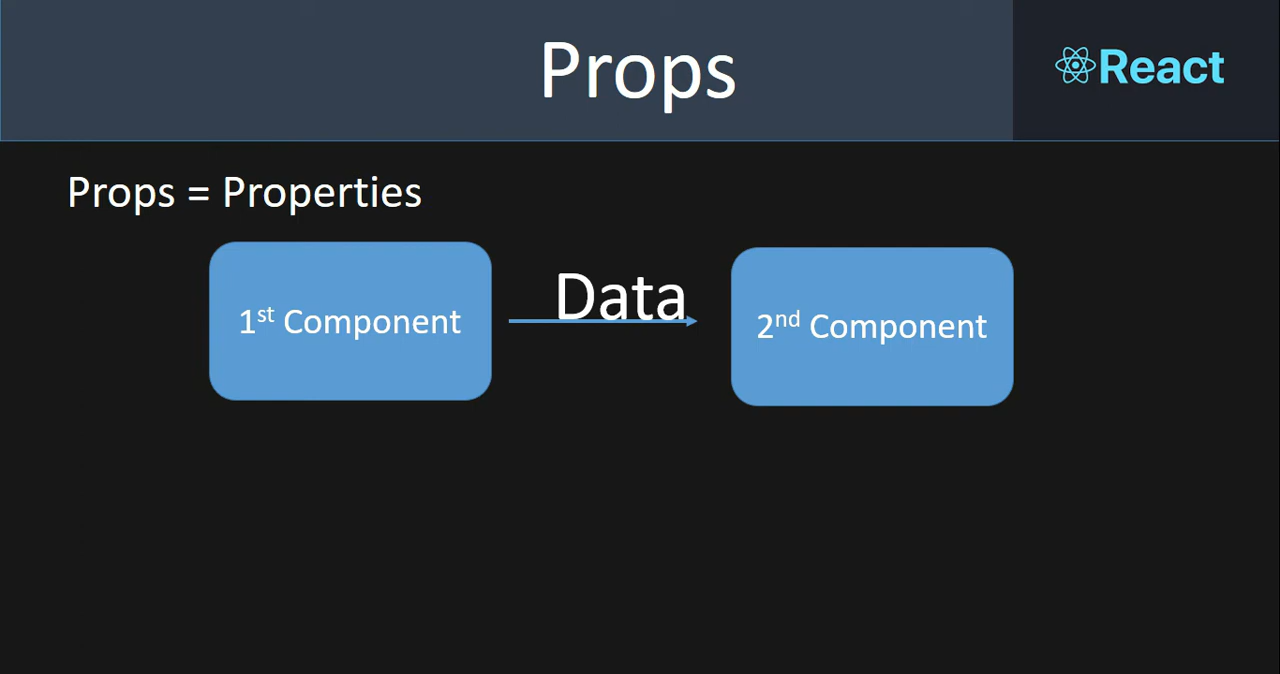 Props
React
Props = Properties
1st Component
Data
2nd Component